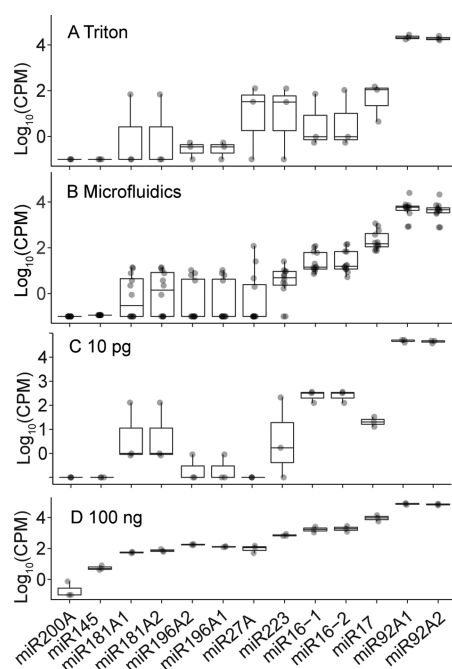 A Triton
Log10(CPM)
4
2
0
B Microfluidics
Log10(CPM)
4
2
0
C 10 pg
Log10(CPM)
4
3
2
0
D 100 ng
Log10(CPM)
4
2
0
miR200A
miR145
miR181A1
miR181A2
miR196A2
miR196A1
miR27A
miR223
miR16-1
miR16-2
miR17
miR92A1
miR92A2